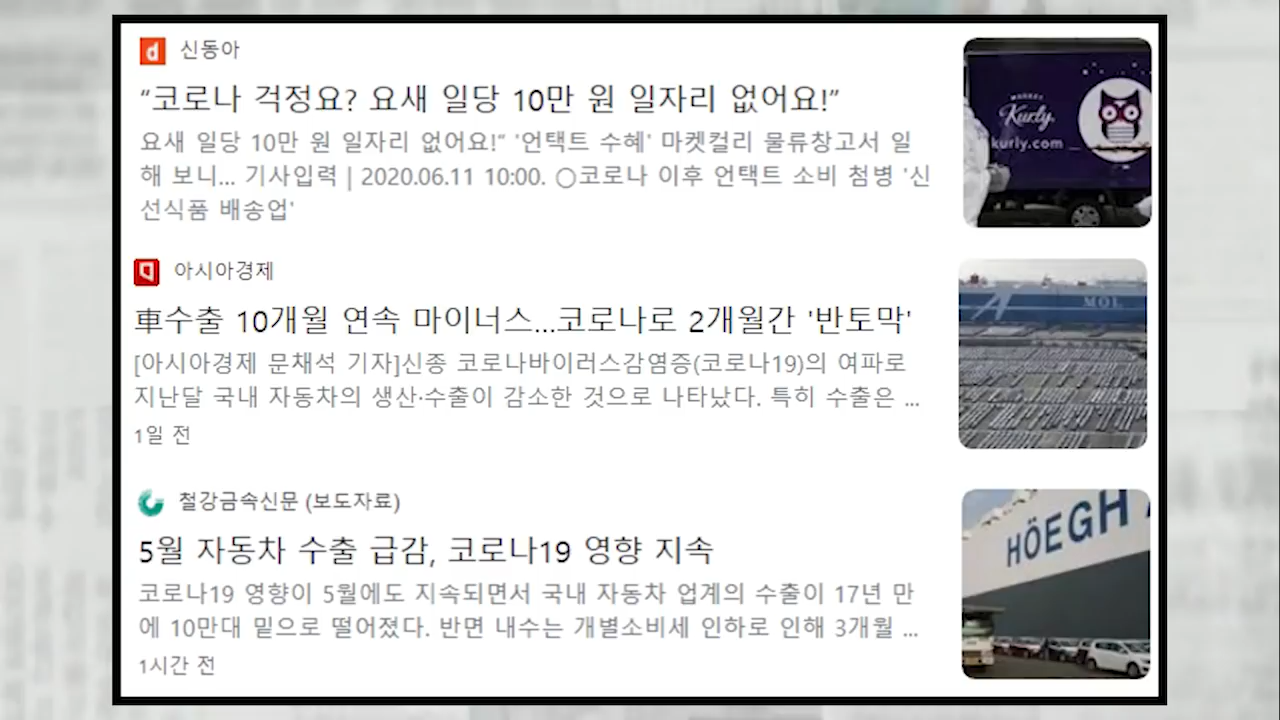 신동아
“코로나 걱정요? 요새 일당 10만 원 일자리 없어요!”
요새 일당 10만 원 일자리 없어요!“ '언택트 수혜' 마켓컬리 물류창고서 일
해 보니... 기사입력 | 2020.06.11 10:00. ○코로나 이후 언택트 소비 첨병 '신
선식품 배송업'
MARKET
Kurly.
kurly.com
아시아경제
車수출 10개월 연속 마이너스...코로나로 2개월간 '반토막'
[아시아경제 문채석 기자]신종 코로나바이러스감염증(코로나19)의 여파로
지난달 국내 자동차의 생산·수출이 감소한 것으로 나타났다. 특히 수출은 ...
1일 전
MOL
철강금속신문 (보도자료)
5월 자동차 수출 급감, 코로나19 영향 지속
코로나19 영향이 5월에도 지속되면서 국내 자동차 업계의 수출이 17년 만
에 10만대 밑으로 떨어졌다. 반면 내수는 개별소비세 인하로 인해 3개월 ...
1시간 전
HÖEGH